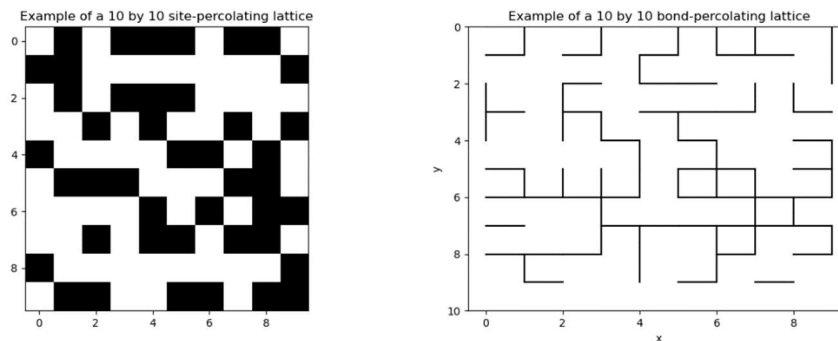 Example of a 10 by 10 site-percolating lattice
0
2
4
6
8
0 2 4 6 8
Example of a 10 by 10 bond-percolating lattice
0
2
4
6
8
10
y
0 2 4 6 8
x